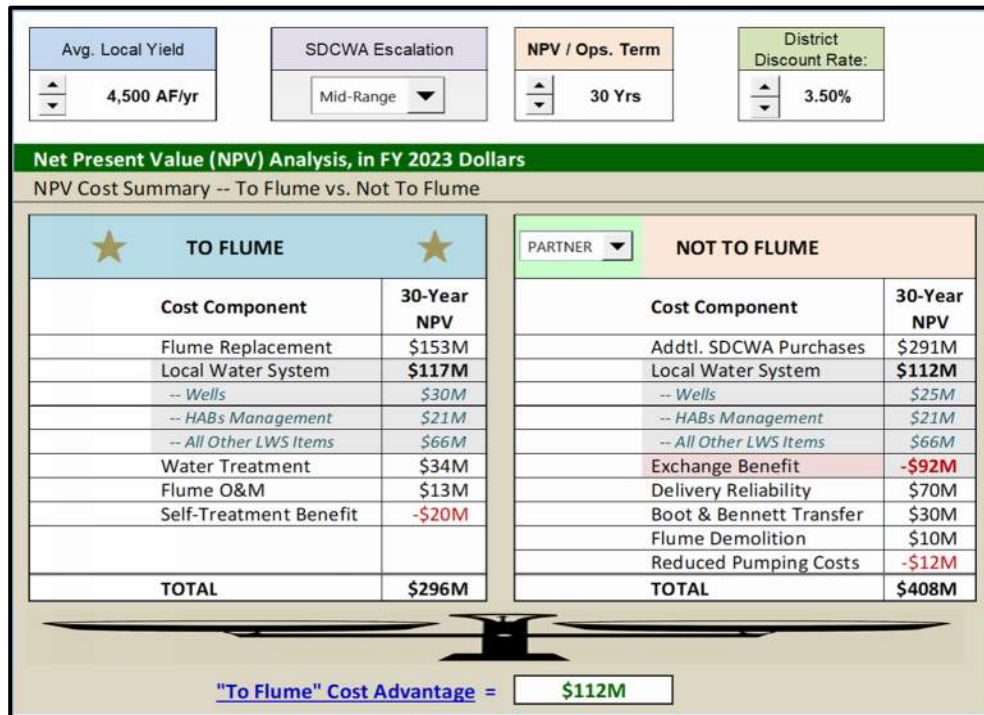 Avg. Local Yield
4,500 AF/yr
SDCWA Escalation
Mid-Range
NPV / Ops. Term
30 Yrs
District
Discount Rate:
3.50%
Net Present Value (NPV) Analysis, in FY 2023 Dollars
NPV Cost Summary -- To Flume vs. Not To Flume
TO FLUME
Cost Component 30-Year NPV
Flume Replacement $153M
Local Water System $117M
-- Wells $30M
-- HABs Management $21M
-- All Other LWS Items $66M
Water Treatment $34M
Flume O&M $13M
Self-Treatment Benefit -$20M
TOTAL $296M
PARTNER NOT TO FLUME
Cost Component 30-Year NPV
Addtl. SDCWA Purchases $291M
Local Water System $112M
-- Wells $25M
-- HABs Management $21M
-- All Other LWS Items $66M
Exchange Benefit -$92M
Delivery Reliability $70M
Boot & Bennett Transfer $30M
Flume Demolition $10M
Reduced Pumping Costs -$12M
TOTAL $408M
"To Flume" Cost Advantage = $112M